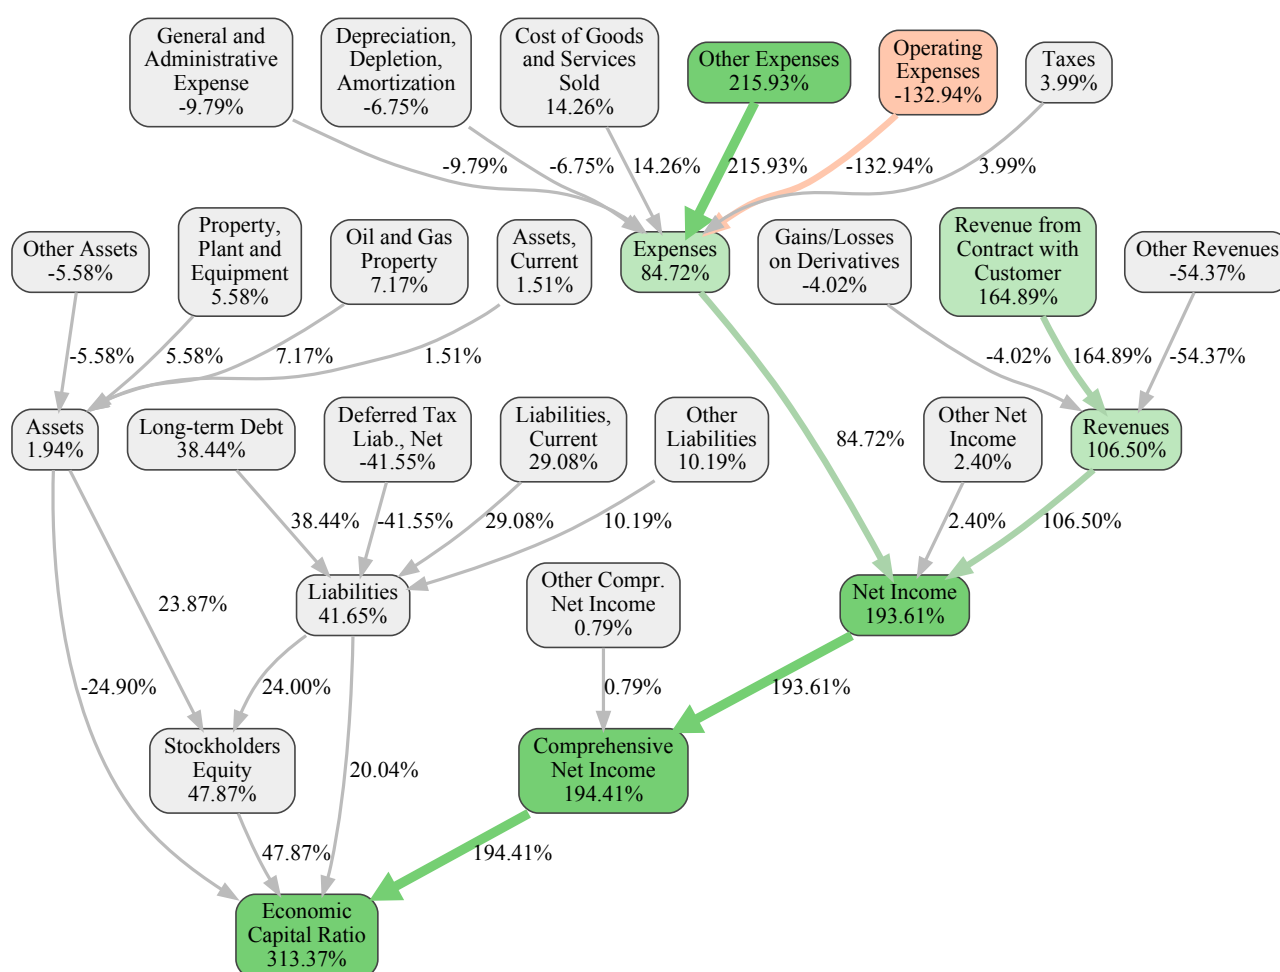 General and
Administrative
Expense
-9.79%
Depreciation,
Depletion,
Amortization
-6.75%
Cost of Goods
and Services
Sold
14.26%
Other Expenses
215.93%
Operating
Expenses
-132.94%
Taxes
3.99%
-9.79%
-6.75%
14.26%
215.93%
-132.94%
3.99%
Other Assets
-5.58%
Property,
Plant and
Equipment
5.58%
Oil and Gas
Property
7.17%
Assets,
Current
1.51%
Expenses
84.72%
Gains/Losses
on Derivatives
-4.02%
Revenue from
Contract with
Customer
164.89%
Other Revenues
-54.37%
-5.58%
5.58%
7.17%
1.51%
-4.02%
164.89%
-54.37%
Assets
1.94%
Long-term Debt
38.44%
Deferred Tax
Liab., Net
-41.55%
Liabilities,
Current
29.08%
Other
Liabilities
10.19%
84.72%
Other Net
Income
2.40%
Revenues
106.50%
38.44%
-41.55%
29.08%
10.19%
2.40%
106.50%
23.87%
Liabilities
41.65%
Other Compr.
Net Income
0.79%
Net Income
193.61%
-24.90%
24.00%
0.79%
193.61%
Stockholders
Equity
47.87%
20.04%
Comprehensive
Net Income
194.41%
47.87%
194.41%
Economic
Capital Ratio
313.37%